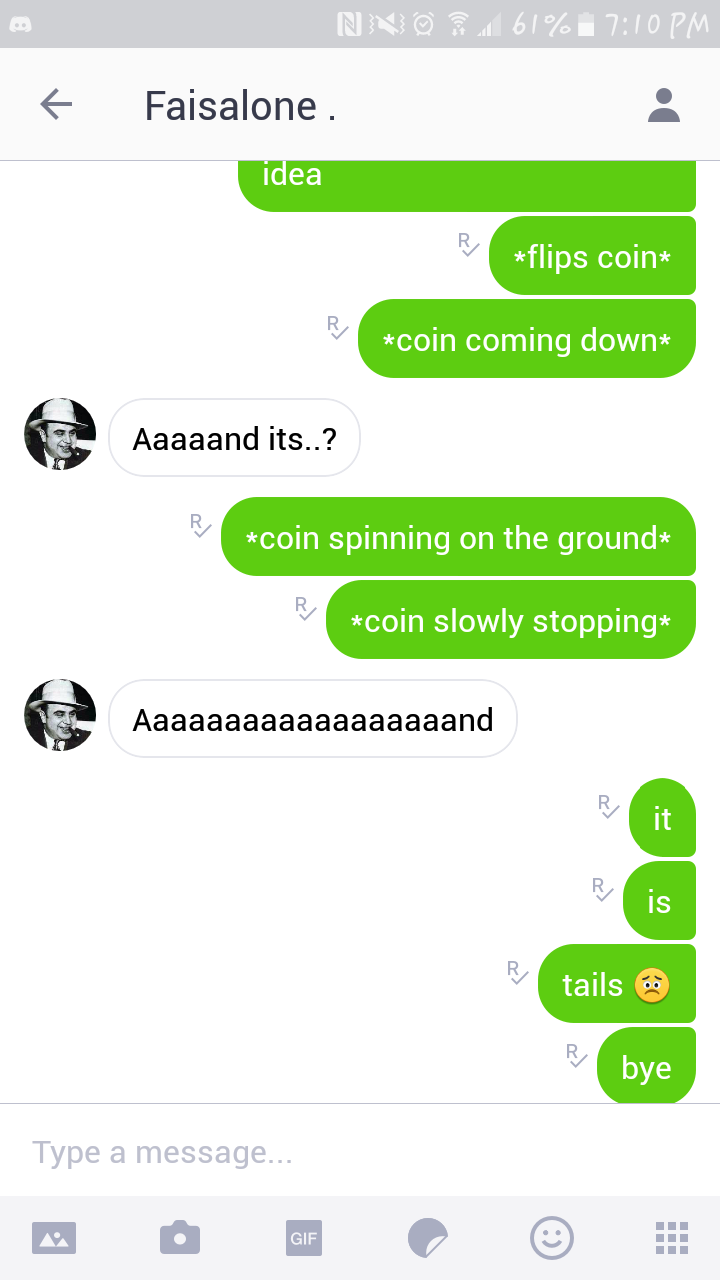 61% 7:10 PM
Faisalone .
idea
R
*flips coin*
R
*coin coming down*
Aaaaand its..?
R
*coin spinning on the ground*
R
*coin slowly stopping*
Aaaaaaaaaaaaaaaaaand
R
it
R
is
R
tails 😟
R
bye
Type a message...
GIF